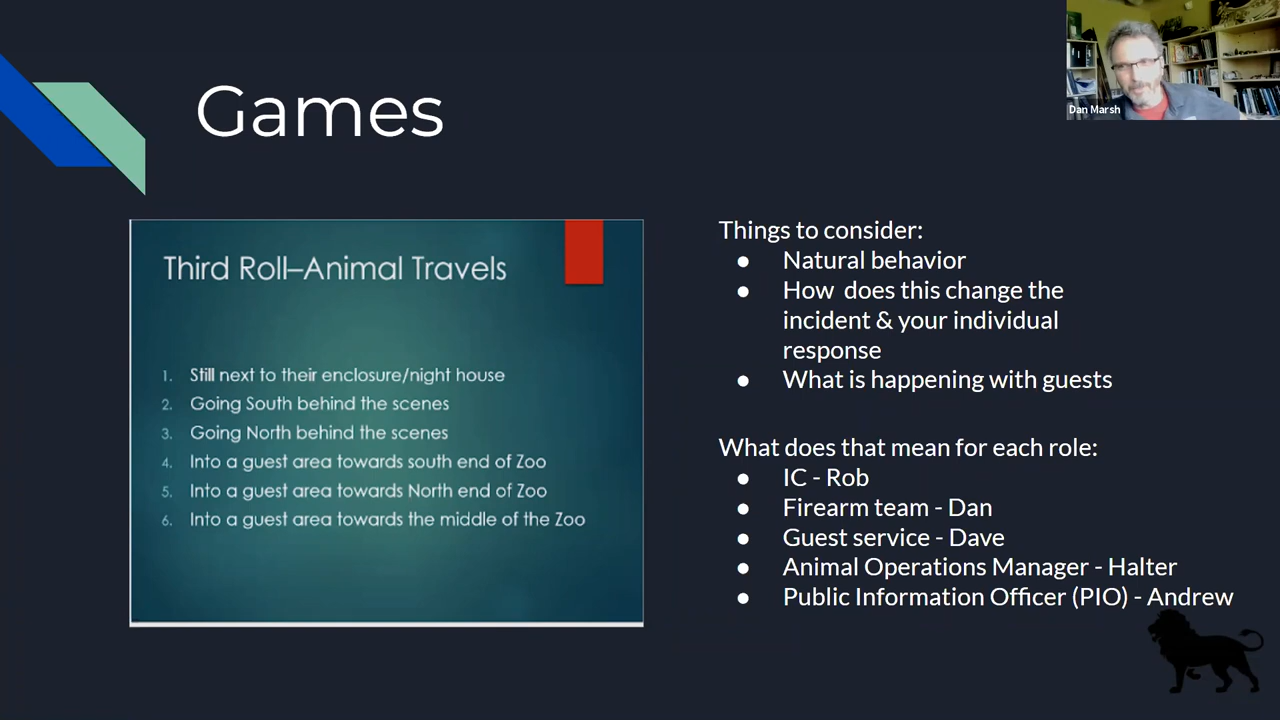 Games
Dan Marsh
Third Roll–Animal Travels
1. Still next to their enclosure/night house
2. Going South behind the scenes
3. Going North behind the scenes
4. Into a guest area towards south end of Zoo
5. Into a guest area towards North end of Zoo
6. Into a guest area towards the middle of the Zoo
Things to consider:
● Natural behavior
● How does this change the
incident & your individual
response
● What is happening with guests
What does that mean for each role:
● IC - Rob
● Firearm team - Dan
● Guest service - Dave
● Animal Operations Manager - Halter
● Public Information Officer (PIO) - Andrew